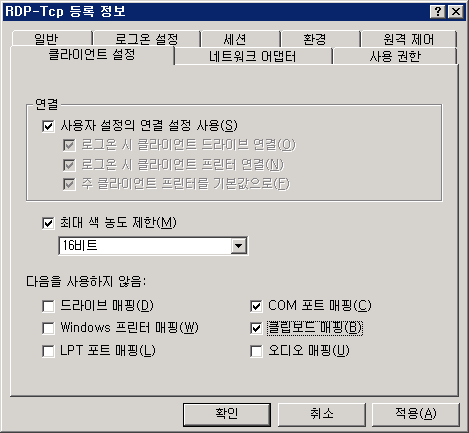 RDP-Tcp 등록 정보
일반 로그온 설정 세션 환경 원격 제어
클라이언트 설정 네트워크 어댑터 사용 권한
연결
사용자 설정의 연결 설정 사용(S)
로그온 시 클라이언트 드라이브 연결(O)
로그온 시 클라이언트 프린터 연결(N)
주 클라이언트 프린터를 기본값으로(F)
최대 색 농도 제한(M)
16비트
다음을 사용하지 않음:
드라이브 매핑(D) COM 포트 매핑(C)
Windows 프린터 매핑(W) 클립보드 매핑(B)
LPT 포트 매핑(L) 오디오 매핑(U)
확인 취소 적용(A)